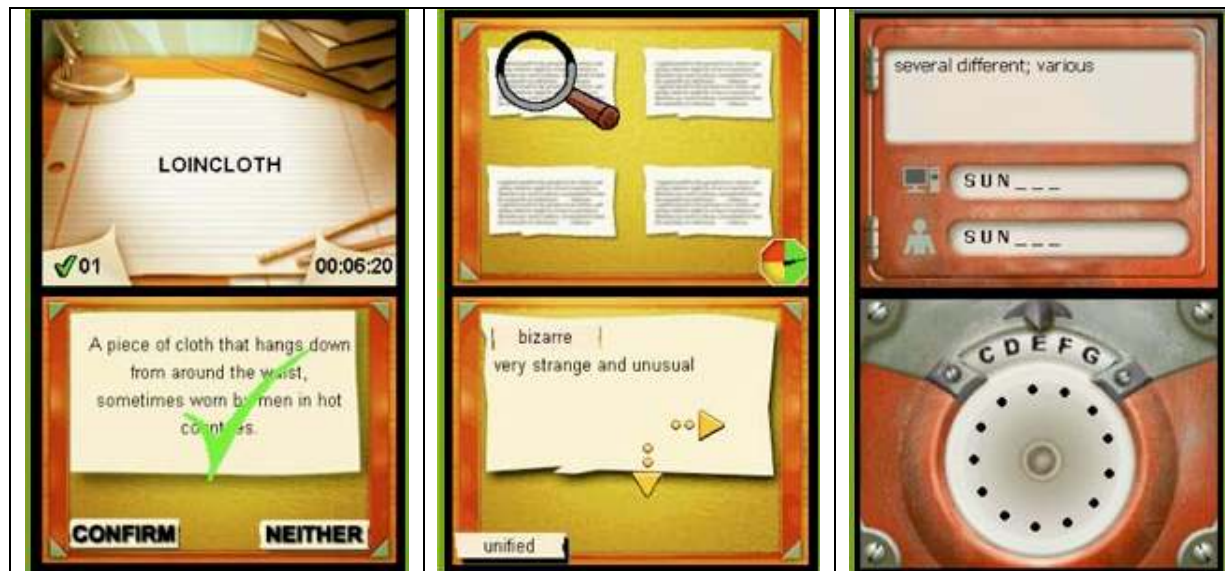 LOINCLOTH
01
00:06:20
A piece of cloth that hangs down
from around the waist,
sometimes worn by men in hot
countries.
CONFIRM
NEITHER
bizarre
very strange and unusual
unified
several different; various
SUN___
SUN___
C D E F G